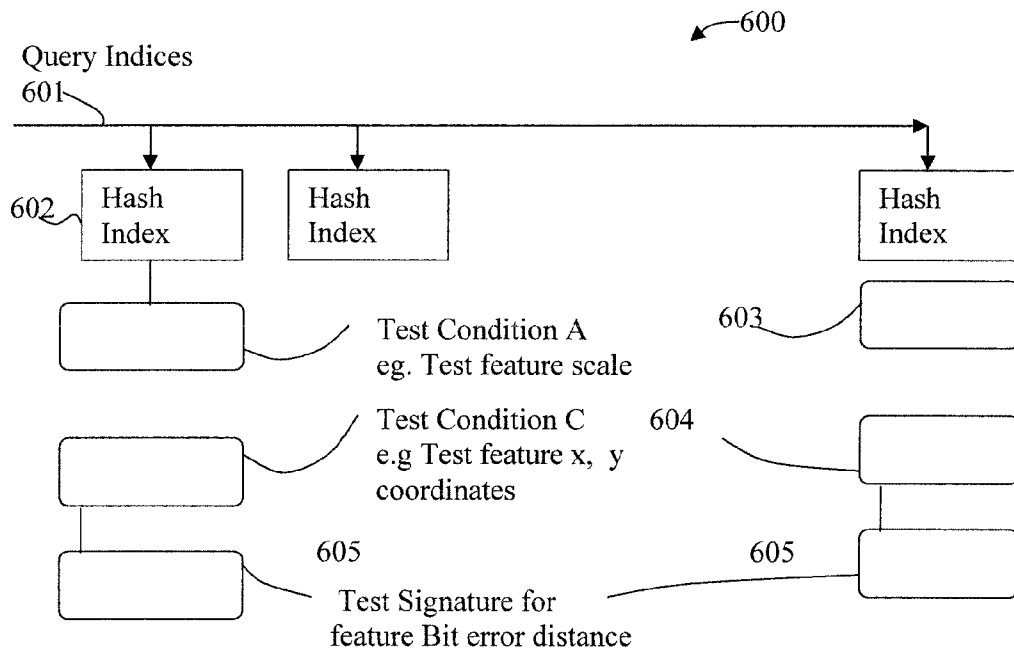 600
Query Indices
601
Hash
Index
Hash
Index
Hash
Index
602
603
Test Condition A
eg. Test feature scale
Test Condition C
e.g Test feature x, y
coordinates
604
605
605
Test Signature for
feature Bit error distance